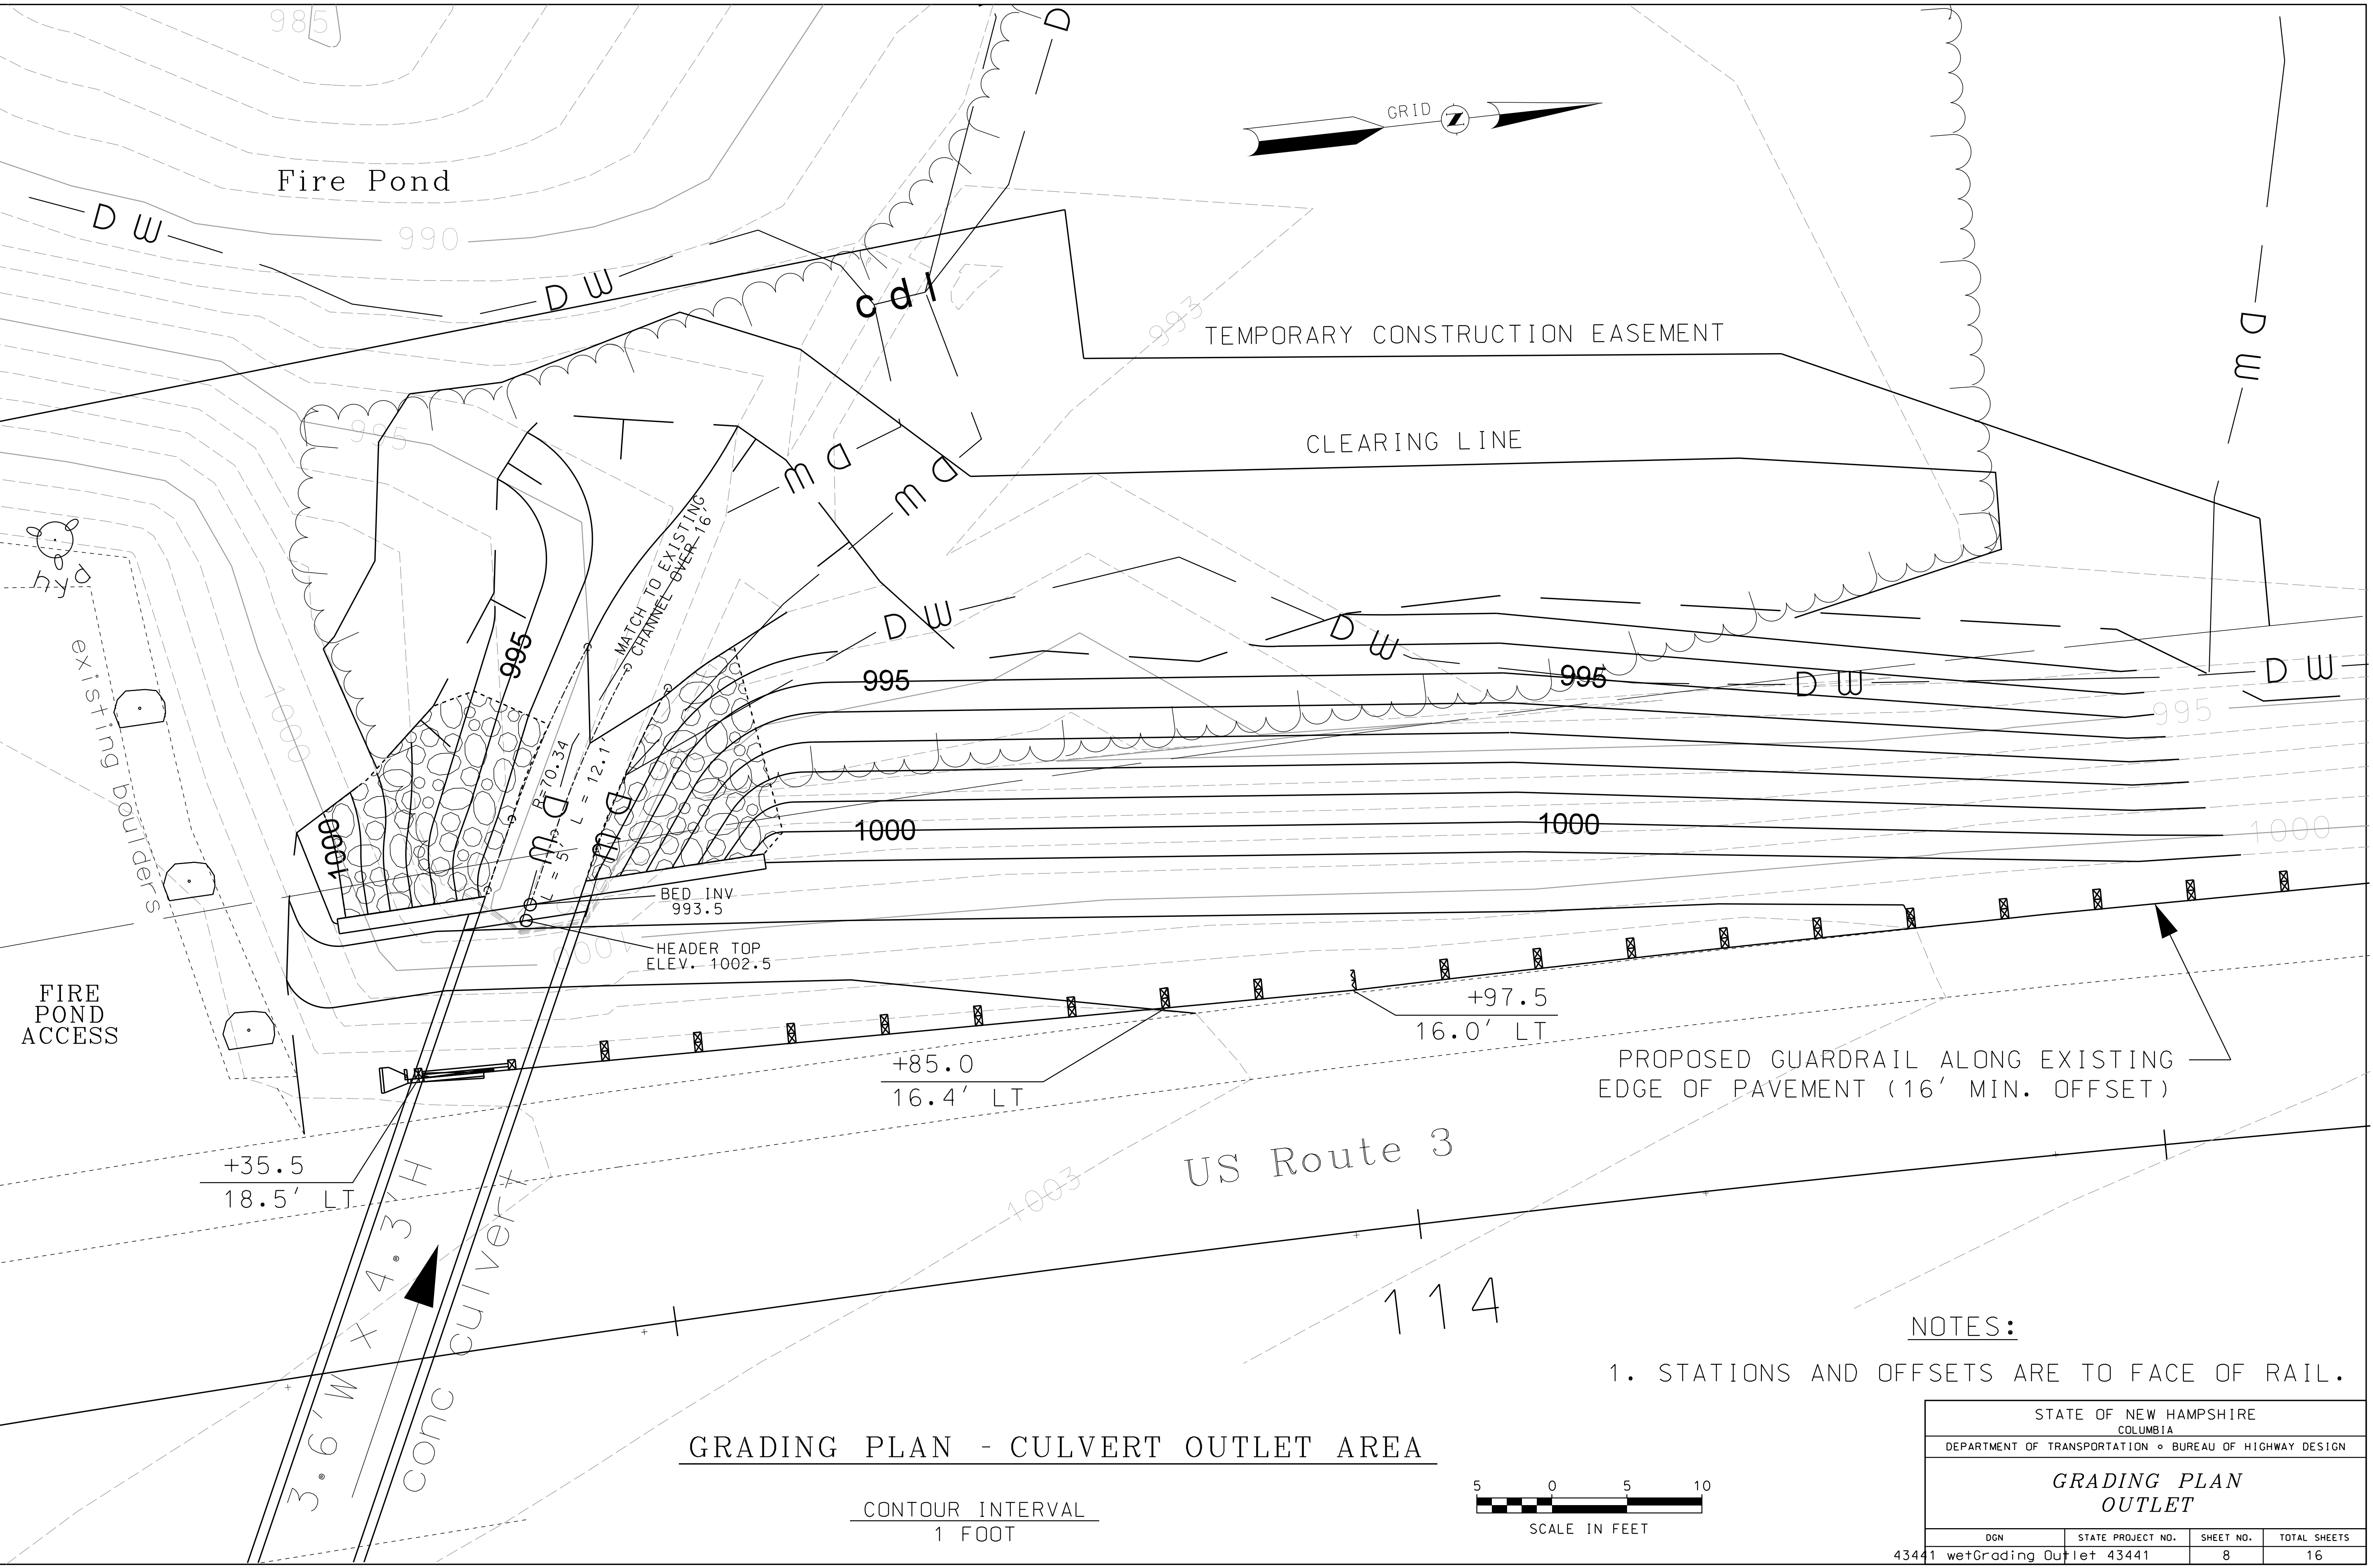 985
Fire Pond
GRID
Z
D
D W
990
D W
cdl
993
TEMPORARY CONSTRUCTION EASEMENT
D W
CLEARING LINE
995
D W
D W
MATCH TO EXISTING
CHANNEL OVER 16'
hyd
existing boulders
995
D W
D W
995
995
D W
D W
995
1000
R=70.34
L = 12.1'
L = 5'
D W
D W
1000
1000
1000
1000
BED INV
993.5
HEADER TOP
ELEV. 1002.5
1000
FIRE
POND
ACCESS
+97.5
16.0' LT
+85.0
16.4' LT
PROPOSED GUARDRAIL ALONG EXISTING
EDGE OF PAVEMENT (16' MIN. OFFSET)
+35.5
18.5' LT
US Route 3
1003
3.6' W X 4.3' H
conc culvert
114
NOTES:
1. STATIONS AND OFFSETS ARE TO FACE OF RAIL.
GRADING PLAN - CULVERT OUTLET AREA
CONTOUR INTERVAL
1 FOOT
5 0 5 10
SCALE IN FEET
STATE OF NEW HAMPSHIRE
COLUMBIA
DEPARTMENT OF TRANSPORTATION ∘ BUREAU OF HIGHWAY DESIGN
GRADING PLAN
OUTLET
DGN STATE PROJECT NO. SHEET NO. TOTAL SHEETS
43441 wetGrading Outlet 43441 8 16